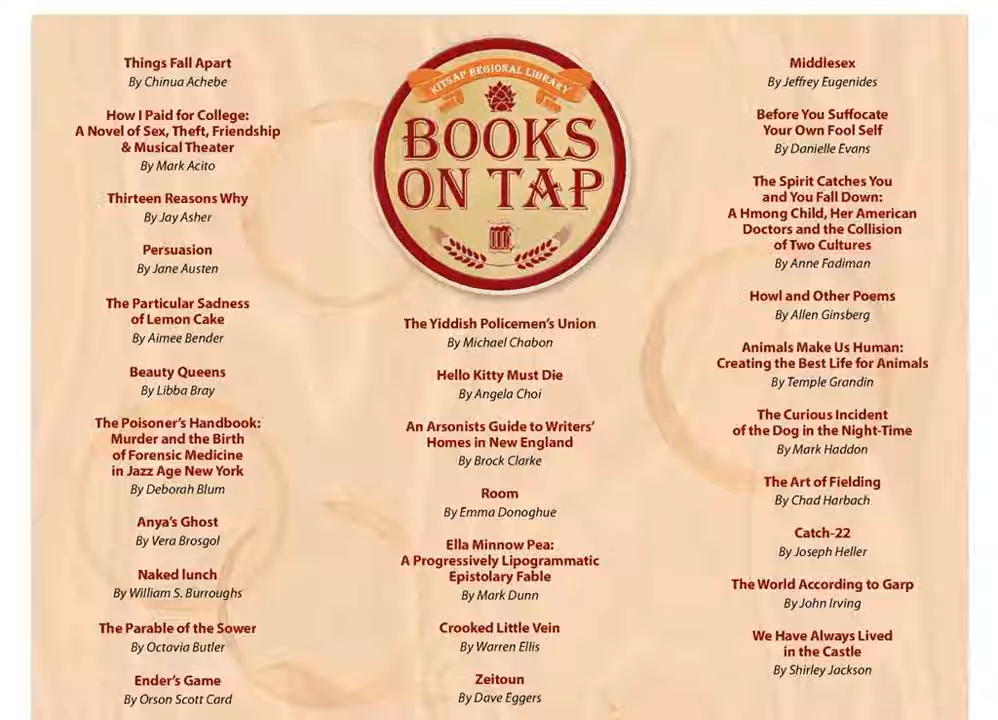 Things Fall Apart
By Chinua Achebe
How I Paid for College:
A Novel of Sex, Theft, Friendship
& Musical Theater
By Mark Acito
Thirteen Reasons Why
By Jay Asher
Persuasion
By Jane Austen
The Particular Sadness
of Lemon Cake
By Aimee Bender
Beauty Queens
By Libba Bray
The Poisoner's Handbook:
Murder and the Birth
of Forensic Medicine
in Jazz Age New York
By Deborah Blum
Anya's Ghost
By Vera Brosgol
Naked lunch
By William S. Burroughs
The Parable of the Sower
By Octavia Butler
Ender's Game
By Orson Scott Card
KITSAP REGIONAL LIBRARY
BOOKS
ON TAP
The Yiddish Policemen's Union
By Michael Chabon
Hello Kitty Must Die
By Angela Choi
An Arsonists Guide to Writers'
Homes in New England
By Brock Clarke
Room
By Emma Donoghue
Ella Minnow Pea:
A Progressively Lipogrammatic
Epistolary Fable
By Mark Dunn
Crooked Little Vein
By Warren Ellis
Zeitoun
By Dave Eggers
Middlesex
By Jeffrey Eugenides
Before You Suffocate
Your Own Fool Self
By Danielle Evans
The Spirit Catches You
and You Fall Down:
A Hmong Child, Her American
Doctors and the Collision
of Two Cultures
By Anne Fadiman
Howl and Other Poems
By Allen Ginsberg
Animals Make Us Human:
Creating the Best Life for Animals
By Temple Grandin
The Curious Incident
of the Dog in the Night-Time
By Mark Haddon
The Art of Fielding
By Chad Harbach
Catch-22
By Joseph Heller
The World According to Garp
By John Irving
We Have Always Lived
in the Castle
By Shirley Jackson